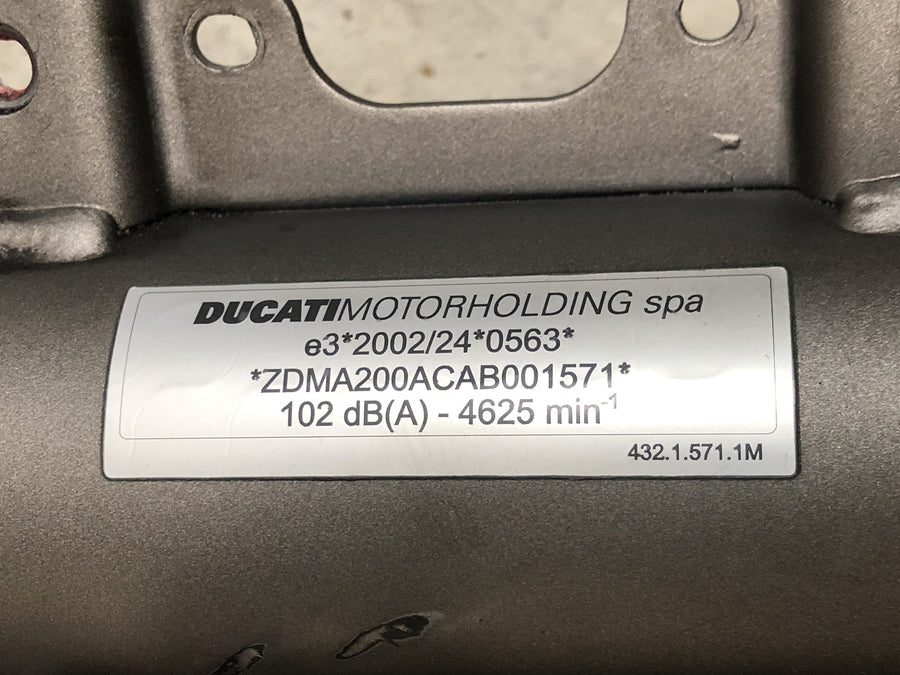 DUCATIMOTORHOLDING spa
e3*2002/24*0563*
*ZDMA200ACAB001571*
102 dB(A) - 4625 min-1
432.1.571.1M